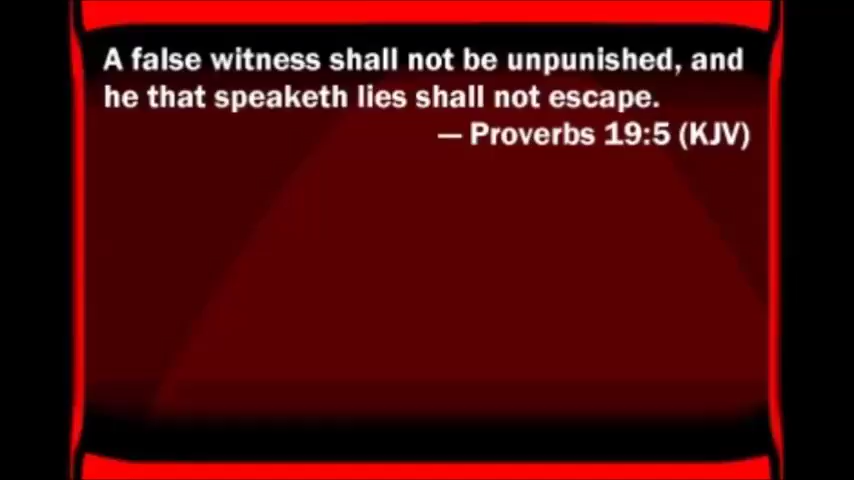 A false witness shall not be unpunished, and
he that speaketh lies shall not escape.
— Proverbs 19:5 (KJV)